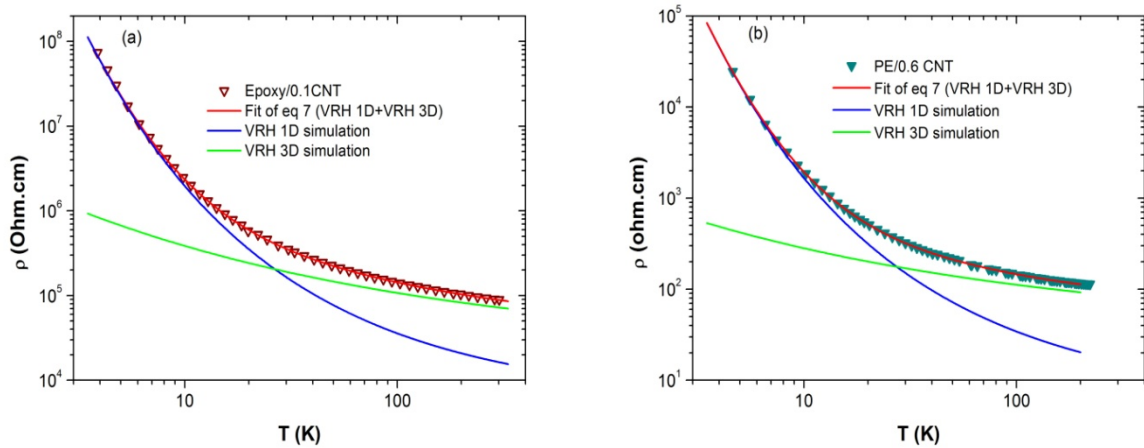 (a)
10^8
10^7
10^6
10^5
10^4
ρ (Ohm.cm)
Epoxy/0.1CNT
Fit of eq 7 (VRH 1D+VRH 3D)
VRH 1D simulation
VRH 3D simulation
10
100
T (K)
(b)
10^5
10^4
10^3
10^2
10^1
ρ (ohm.cm)
PE/0.6 CNT
Fit of eq 7 (VRH 1D+VRH 3D)
VRH 1D simulation
VRH 3D simulation
10
100
T (K)